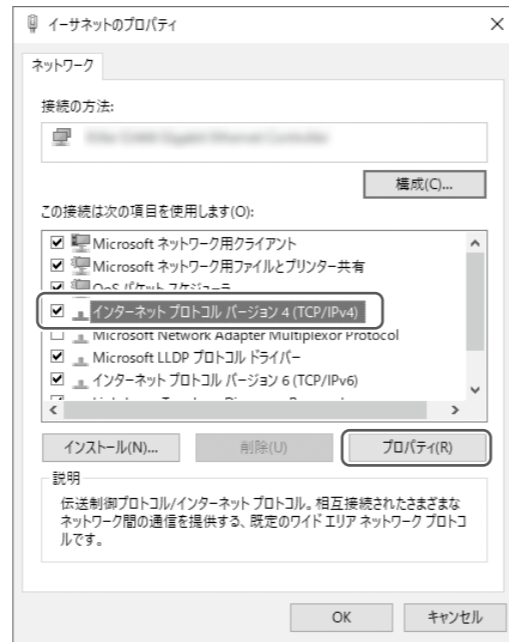 イーサネットのプロパティ
ネットワーク
接続の方法:
構成(C)...
この接続は次の項目を使用します(O):
Microsoft ネットワーク用クライアント
Microsoft ネットワーク用ファイルとプリンター共有
QoS パケット スケジューラ
インターネット プロトコル バージョン 4 (TCP/IPv4)
Microsoft Network Adapter Multiplexor Protocol
Microsoft LLDP プロトコル ドライバー
インターネット プロトコル バージョン 6 (TCP/IPv6)
インストール(N)...
削除(U)
プロパティ(R)
説明
伝送制御プロトコル/インターネット プロトコル。相互接続されたさまざまな
ネットワーク間の通信を提供する、既定のワイド エリア ネットワーク プロトコ
ルです。
OK
キャンセル